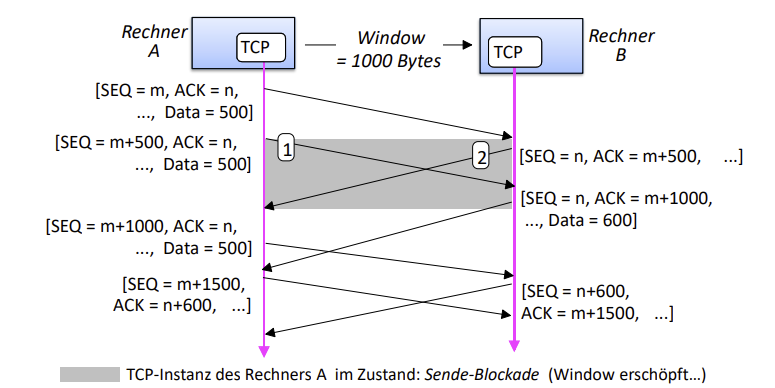 Rechner
A
TCP
Window
= 1000 Bytes
TCP
Rechner
B
[SEQ = m, ACK = n,
..., Data = 500]
[SEQ = m+500, ACK = n,
..., Data = 500]
1
2
[SEQ = n, ACK = m+500, ...]
[SEQ = n, ACK = m+1000,
..., Data = 600]
[SEQ = m+1000, ACK = n,
..., Data = 500]
[SEQ = m+1500,
ACK = n+600, ...]
[SEQ = n+600,
ACK = m+1500, ...]
TCP-Instanz des Rechners A im Zustand: Sende-Blockade (Window erschöpft...)